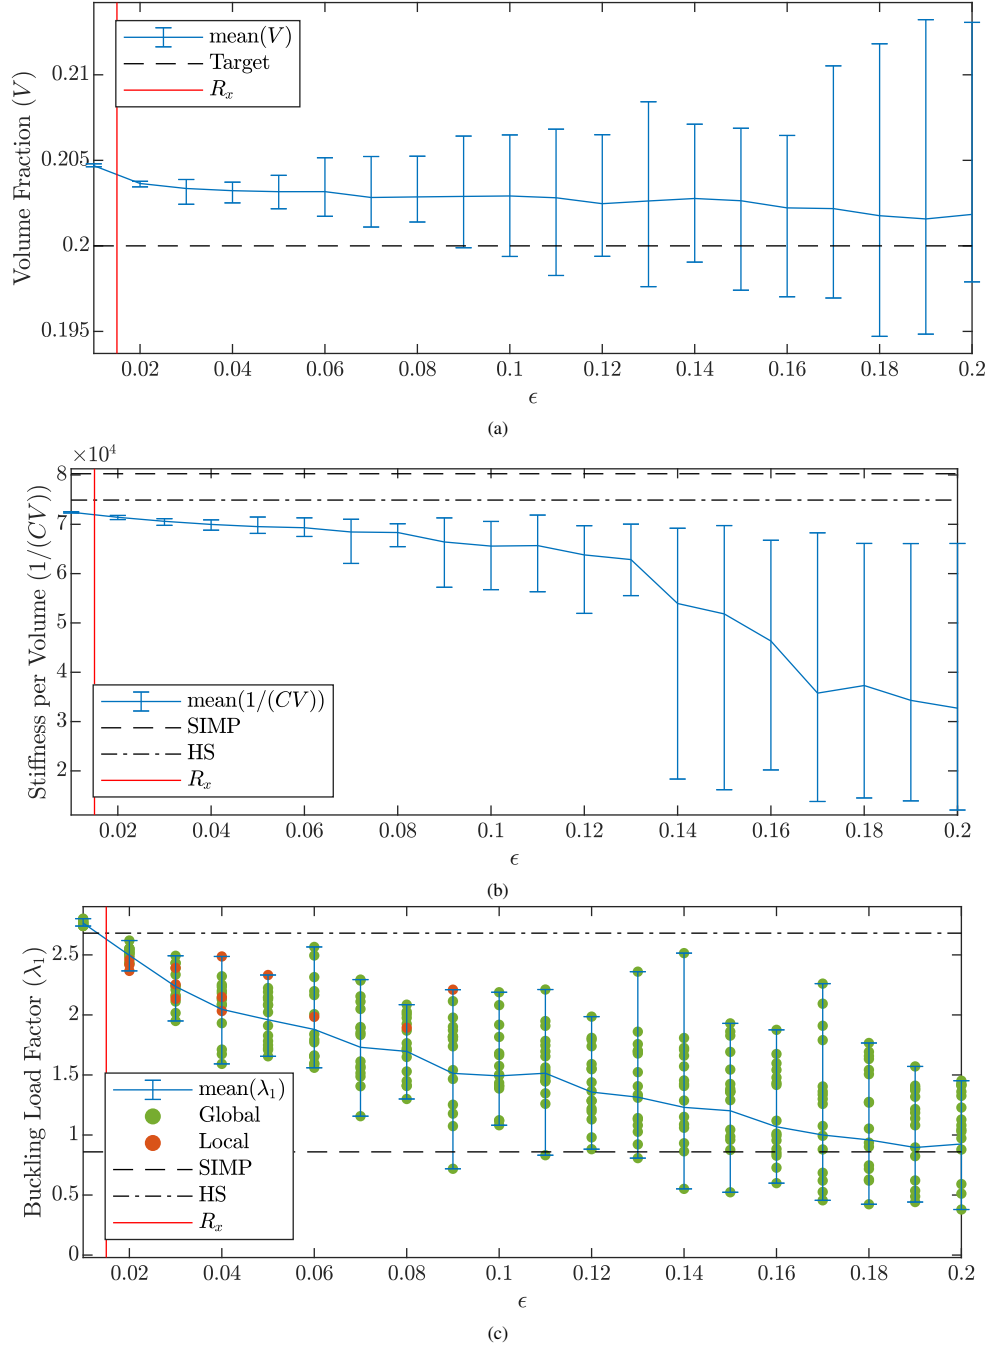 mean(V)
Target
R_x
Volume Fraction (V)
0.21
0.205
0.2
0.195
0.02 0.04 0.06 0.08 0.1 0.12 0.14 0.16 0.18 0.2
ϵ
(a)
×10^4
Stiffness per Volume (1/(CV))
8
7
6
5
4
3
2
mean(1/(CV))
SIMP
HS
R_x
0.02 0.04 0.06 0.08 0.1 0.12 0.14 0.16 0.18 0.2
ϵ
(b)
Buckling Load Factor (λ_1)
2.5
2
1.5
1
0.5
0
mean(λ_1)
Global
Local
SIMP
HS
R_x
0.02 0.04 0.06 0.08 0.1 0.12 0.14 0.16 0.18 0.2
ϵ
(c)